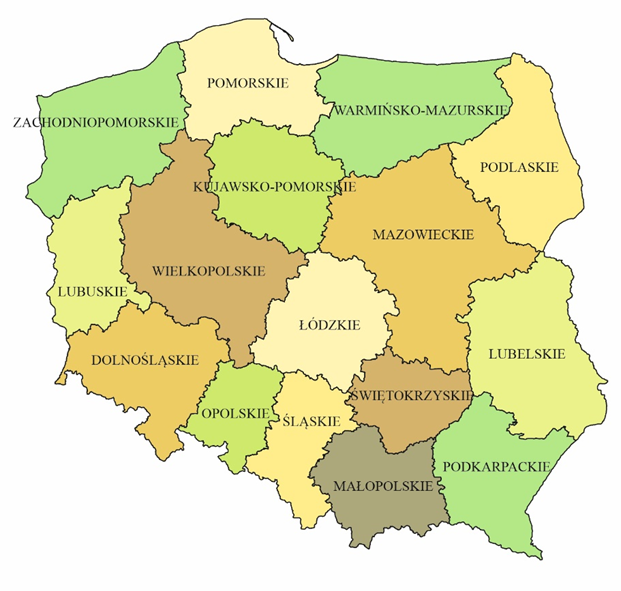 POMORSKIE
WARMIŃSKO-MAZURSKIE
ZACHODNIOPOMORSKIE
PODLASKIE
KUJAWSKO-POMORSKIE
MAZOWIECKIE
WIELKOPOLSKIE
LUBUSKIE
ŁÓDZKIE
LUBELSKIE
DOLNOŚLĄSKIE
ŚWIĘTOKRZYSKIE
OPOLSKIE
ŚLĄSKIE
PODKARPACKIE
MAŁOPOLSKIE